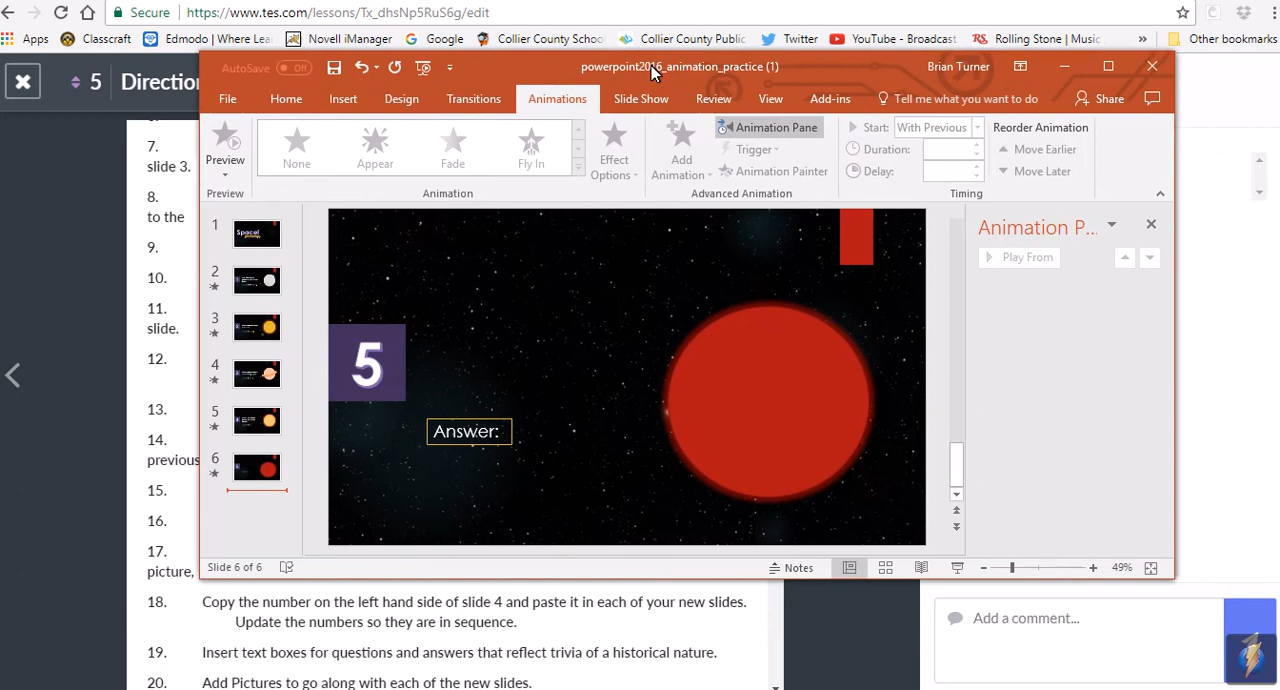 Secure https://www.tes.com/lessons/Tx_dhsNp5RuS6g/edit
Apps Classcraft Edmodo | Where Lea Novell iManager Google Collier County Schoo Collier County Public Twitter YouTube - Broadcast RS Rolling Stone | Music » Other bookmarks
5 Direction
AutoSave Off powerpoint2016_animation_practice (1) Brian Turner
File Home Insert Design Transitions Animations Slide Show Review View Add-ins Tell me what you want to do Share
Preview None Appear Fade Fly In Effect Options Add Animation
Animation Pane
Trigger
Animation Painter
Start: With Previous
Duration:
Delay:
Reorder Animation
Move Earlier
Move Later
Preview Animation Advanced Animation Timing
1
2
3
4
5
6
Space!
5
Answer:
Animation P...
Play From
Slide 6 of 6 Notes 49%
7.
slide 3.
8.
to the
9.
10.
11.
slide.
12.
13.
14.
previous
15.
16.
17.
picture,
18. Copy the number on the left hand side of slide 4 and paste it in each of your new slides.
Update the numbers so they are in sequence.
19. Insert text boxes for questions and answers that reflect trivia of a historical nature.
20. Add Pictures to go along with each of the new slides.
Add a comment...